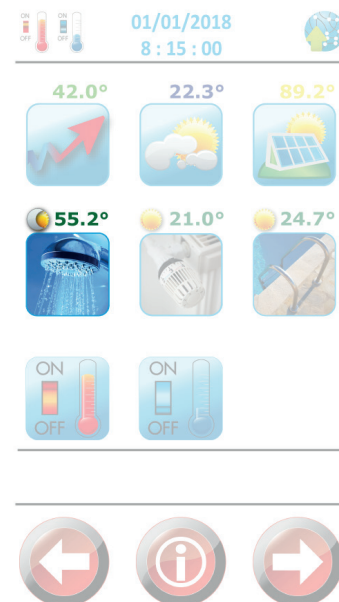 ON ON
OFF OFF
01/01/2018
8 : 15 : 00
42.0° 22.3° 89.2°
55.2° 21.0° 24.7°
ON ON
OFF OFF